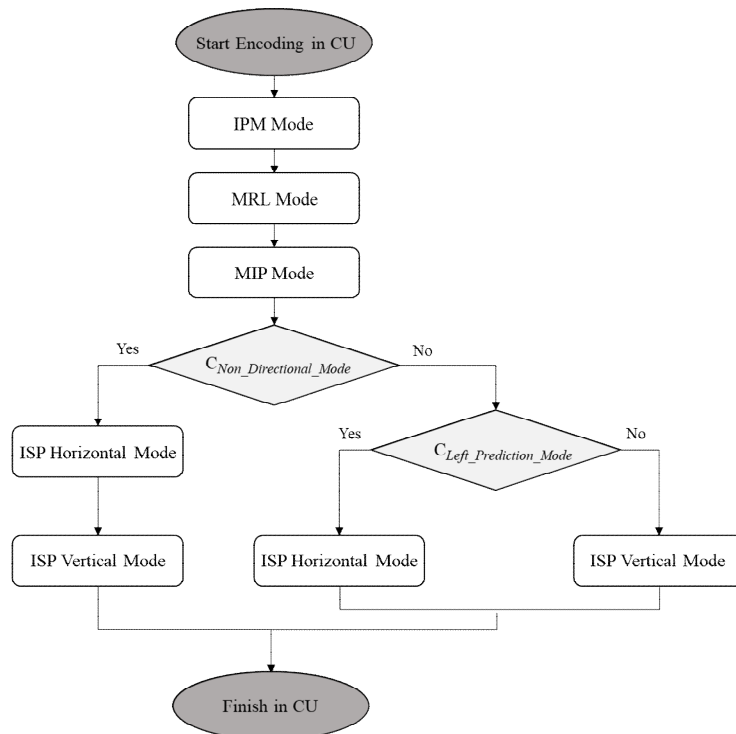 Start Encoding in CU
IPM Mode
MRL Mode
MIP Mode
Yes
C_Non_Directional_Mode
No
ISP Horizontal Mode
Yes
C_Left_Prediction_Mode
No
ISP Vertical Mode
ISP Horizontal Mode
ISP Vertical Mode
Finish in CU